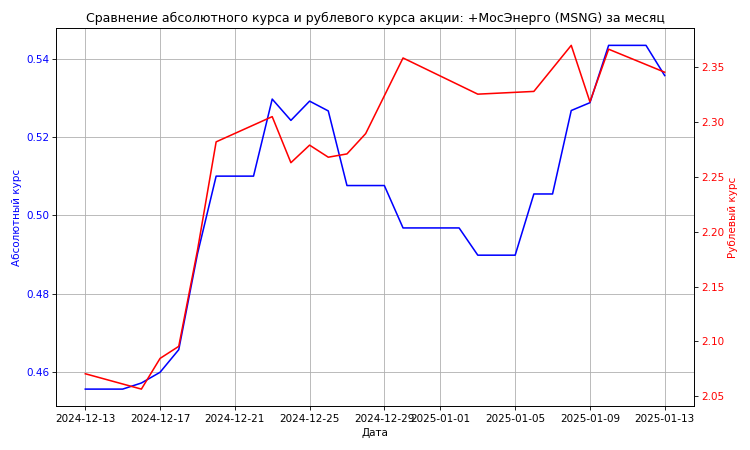 Сравнение абсолютного курса и рублевого курса акции: +МосЭнерго (MSNG) за месяц
Абсолютный курс
0.54
0.52
0.50
0.48
0.46
2.35
2.30
2.25
2.20
2.15
2.10
2.05
Рублевый курс
2024-12-13 2024-12-17 2024-12-21 2024-12-25 2024-12-29 2025-01-01 2025-01-05 2025-01-09 2025-01-13
Дата